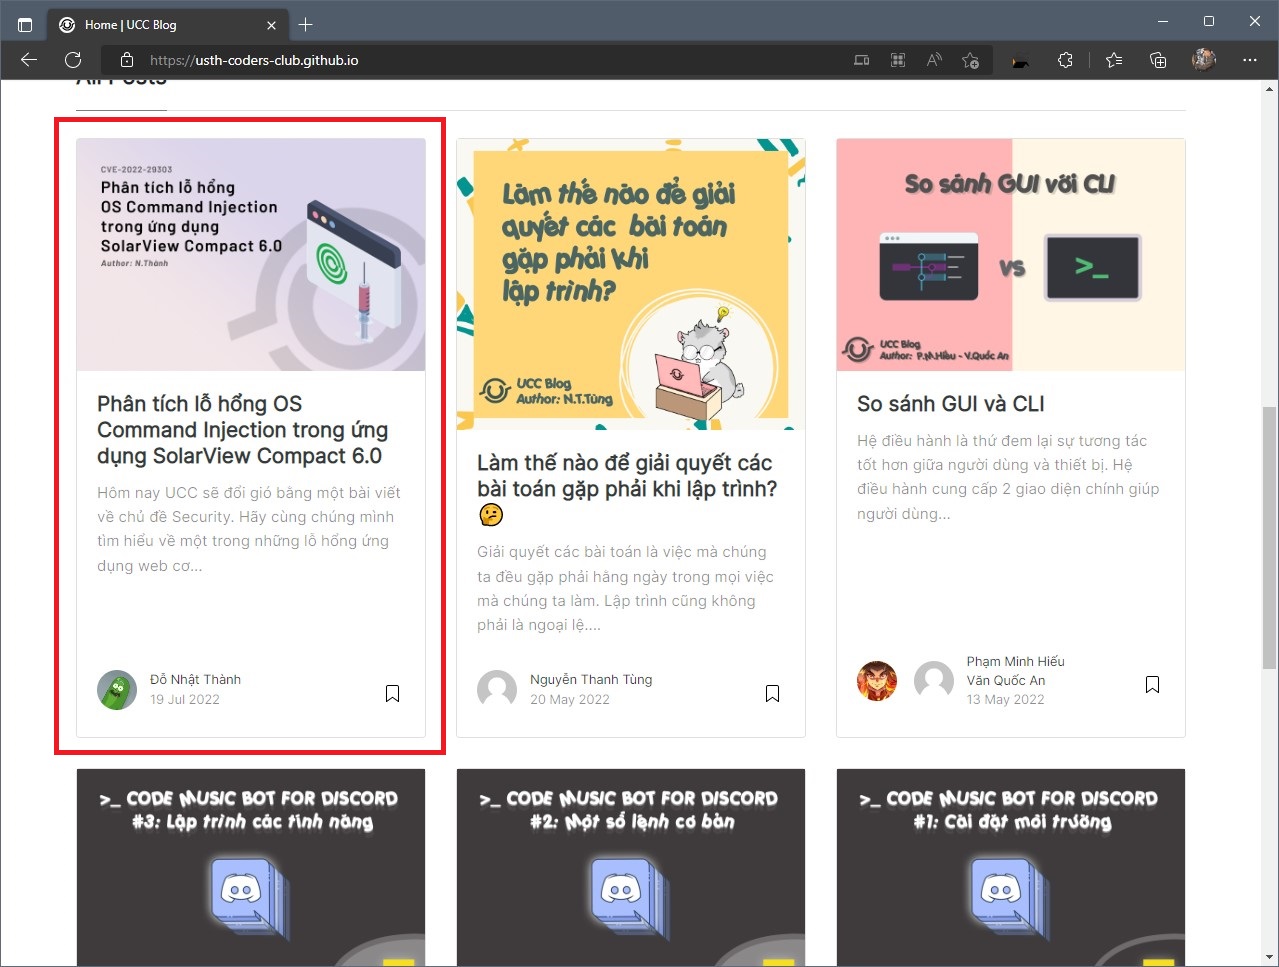 Home | UCC Blog
https://usth-coders-club.github.io
All Posts
CVE-2022-29303
Phân tích lỗ hổng
OS Command Injection
trong ứng dụng
SolarView Compact 6.0
Author: N.Thành
Phân tích lỗ hổng OS
Command Injection trong ứng
dụng SolarView Compact 6.0
Hôm nay UCC sẽ đổi gió bằng một bài viết
về chủ đề Security. Hãy cùng chúng mình
tìm hiểu về một trong những lỗ hổng ứng
dụng web cơ...
Đỗ Nhật Thành
19 Jul 2022
Làm thế nào để giải
quyết các bài toán
gặp phải khi
lập trình?
UCC Blog
Author: N.T.Tùng
Làm thế nào để giải quyết các
bài toán gặp phải khi lập trình?
🤔
Giải quyết các bài toán là việc mà chúng
ta đều gặp phải hằng ngày trong mọi việc
mà chúng ta làm. Lập trình cũng không
phải là ngoại lệ....
Nguyễn Thanh Tùng
20 May 2022
So sánh GUI với CLI
vs
>_
UCC Blog
Author: P.M.Hiếu - V.Quốc An
So sánh GUI và CLI
Hệ điều hành là thứ đem lại sự tương tác
tốt hơn giữa người dùng và thiết bị. Hệ
điều hành cung cấp 2 giao diện chính giúp
người dùng...
Phạm Minh Hiếu
Văn Quốc An
13 May 2022
>_ CODE MUSIC BOT FOR DISCORD
#3: Lập trình các tính năng
>_ CODE MUSIC BOT FOR DISCORD
#2: Một số lệnh cơ bản
>_ CODE MUSIC BOT FOR DISCORD
#1: Cài đặt môi trường